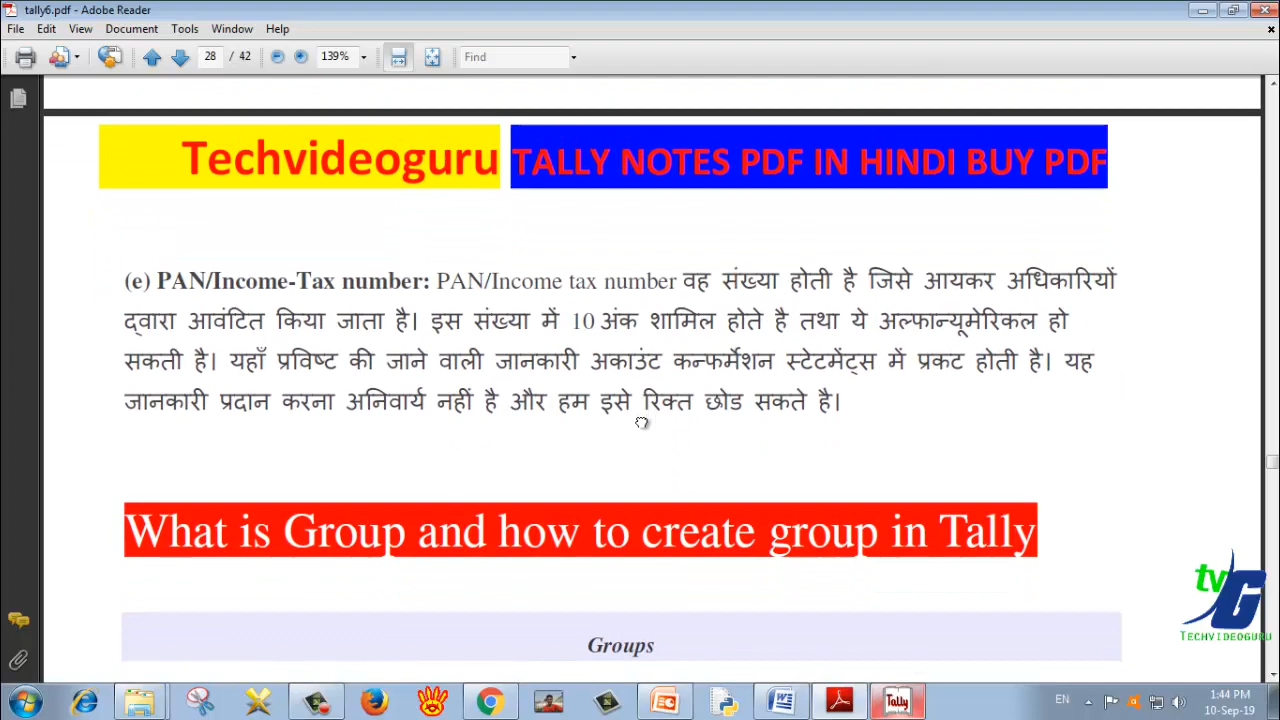 tally6.pdf - Adobe Reader
File Edit View Document Tools Window Help
28 / 42 139% Find
Techvideoguru TALLY NOTES PDF IN HINDI BUY PDF
(e) PAN/Income-Tax number: PAN/Income tax number वह संख्या होती है जिसे आयकर अधिकारियों
द्वारा आवंटित किया जाता है। इस संख्या में 10 अंक शामिल होते है तथा ये अल्फान्यूमेरिकल हो
सकती है। यहाँ प्रविष्ट की जाने वाली जानकारी अकाउंट कन्फर्मेशन स्टेटमेंट्स में प्रकट होती है। यह
जानकारी प्रदान करना अनिवार्य नहीं है और हम इसे रिक्त छोड सकते है।
What is Group and how to create group in Tally
tvG
TECHVIDEOGURU
Groups
Tally
EN
1:44 PM
10-Sep-19